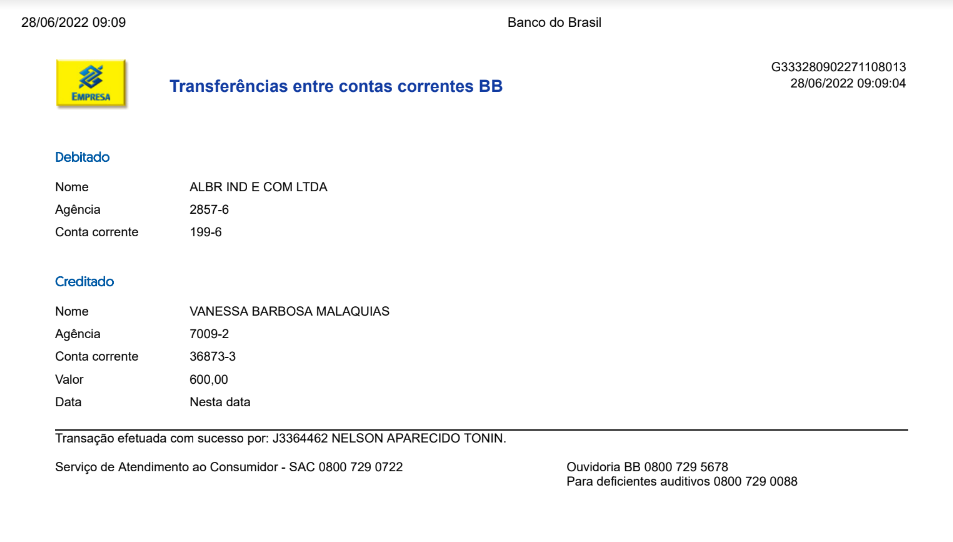 28/06/2022 09:09 Banco do Brasil
G333280902271108013
28/06/2022 09:09:04
EMPRESA
Transferências entre contas correntes BB
Debitado
Nome ALBR IND E COM LTDA
Agência 2857-6
Conta corrente 199-6
Creditado
Nome VANESSA BARBOSA MALAQUIAS
Agência 7009-2
Conta corrente 36873-3
Valor 600,00
Data Nesta data
Transação efetuada com sucesso por: J3364462 NELSON APARECIDO TONIN.
Serviço de Atendimento ao Consumidor - SAC 0800 729 0722 Ouvidoria BB 0800 729 5678
Para deficientes auditivos 0800 729 0088